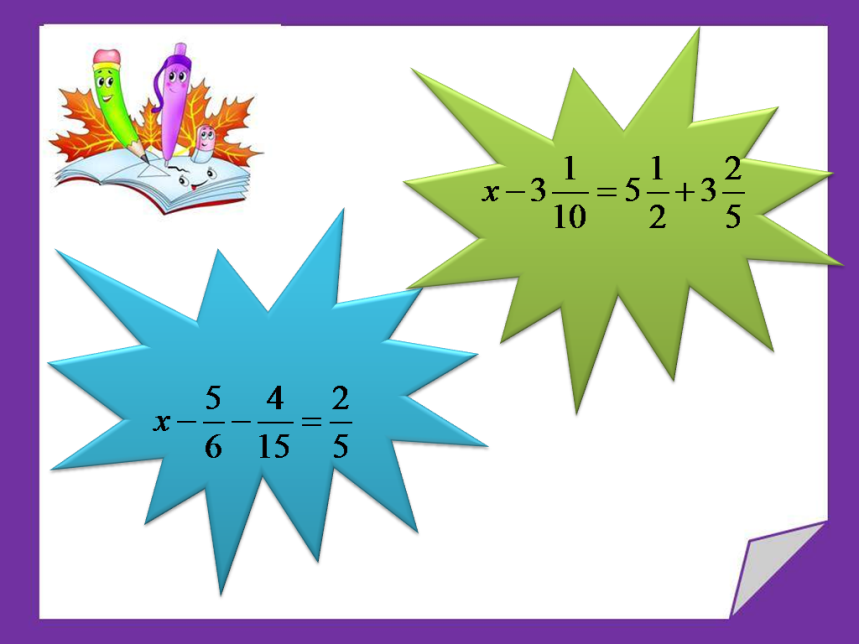 x − 3 1/10 = 5 1/2 + 3 2/5
x − 5/6 − 4/15 = 2/5